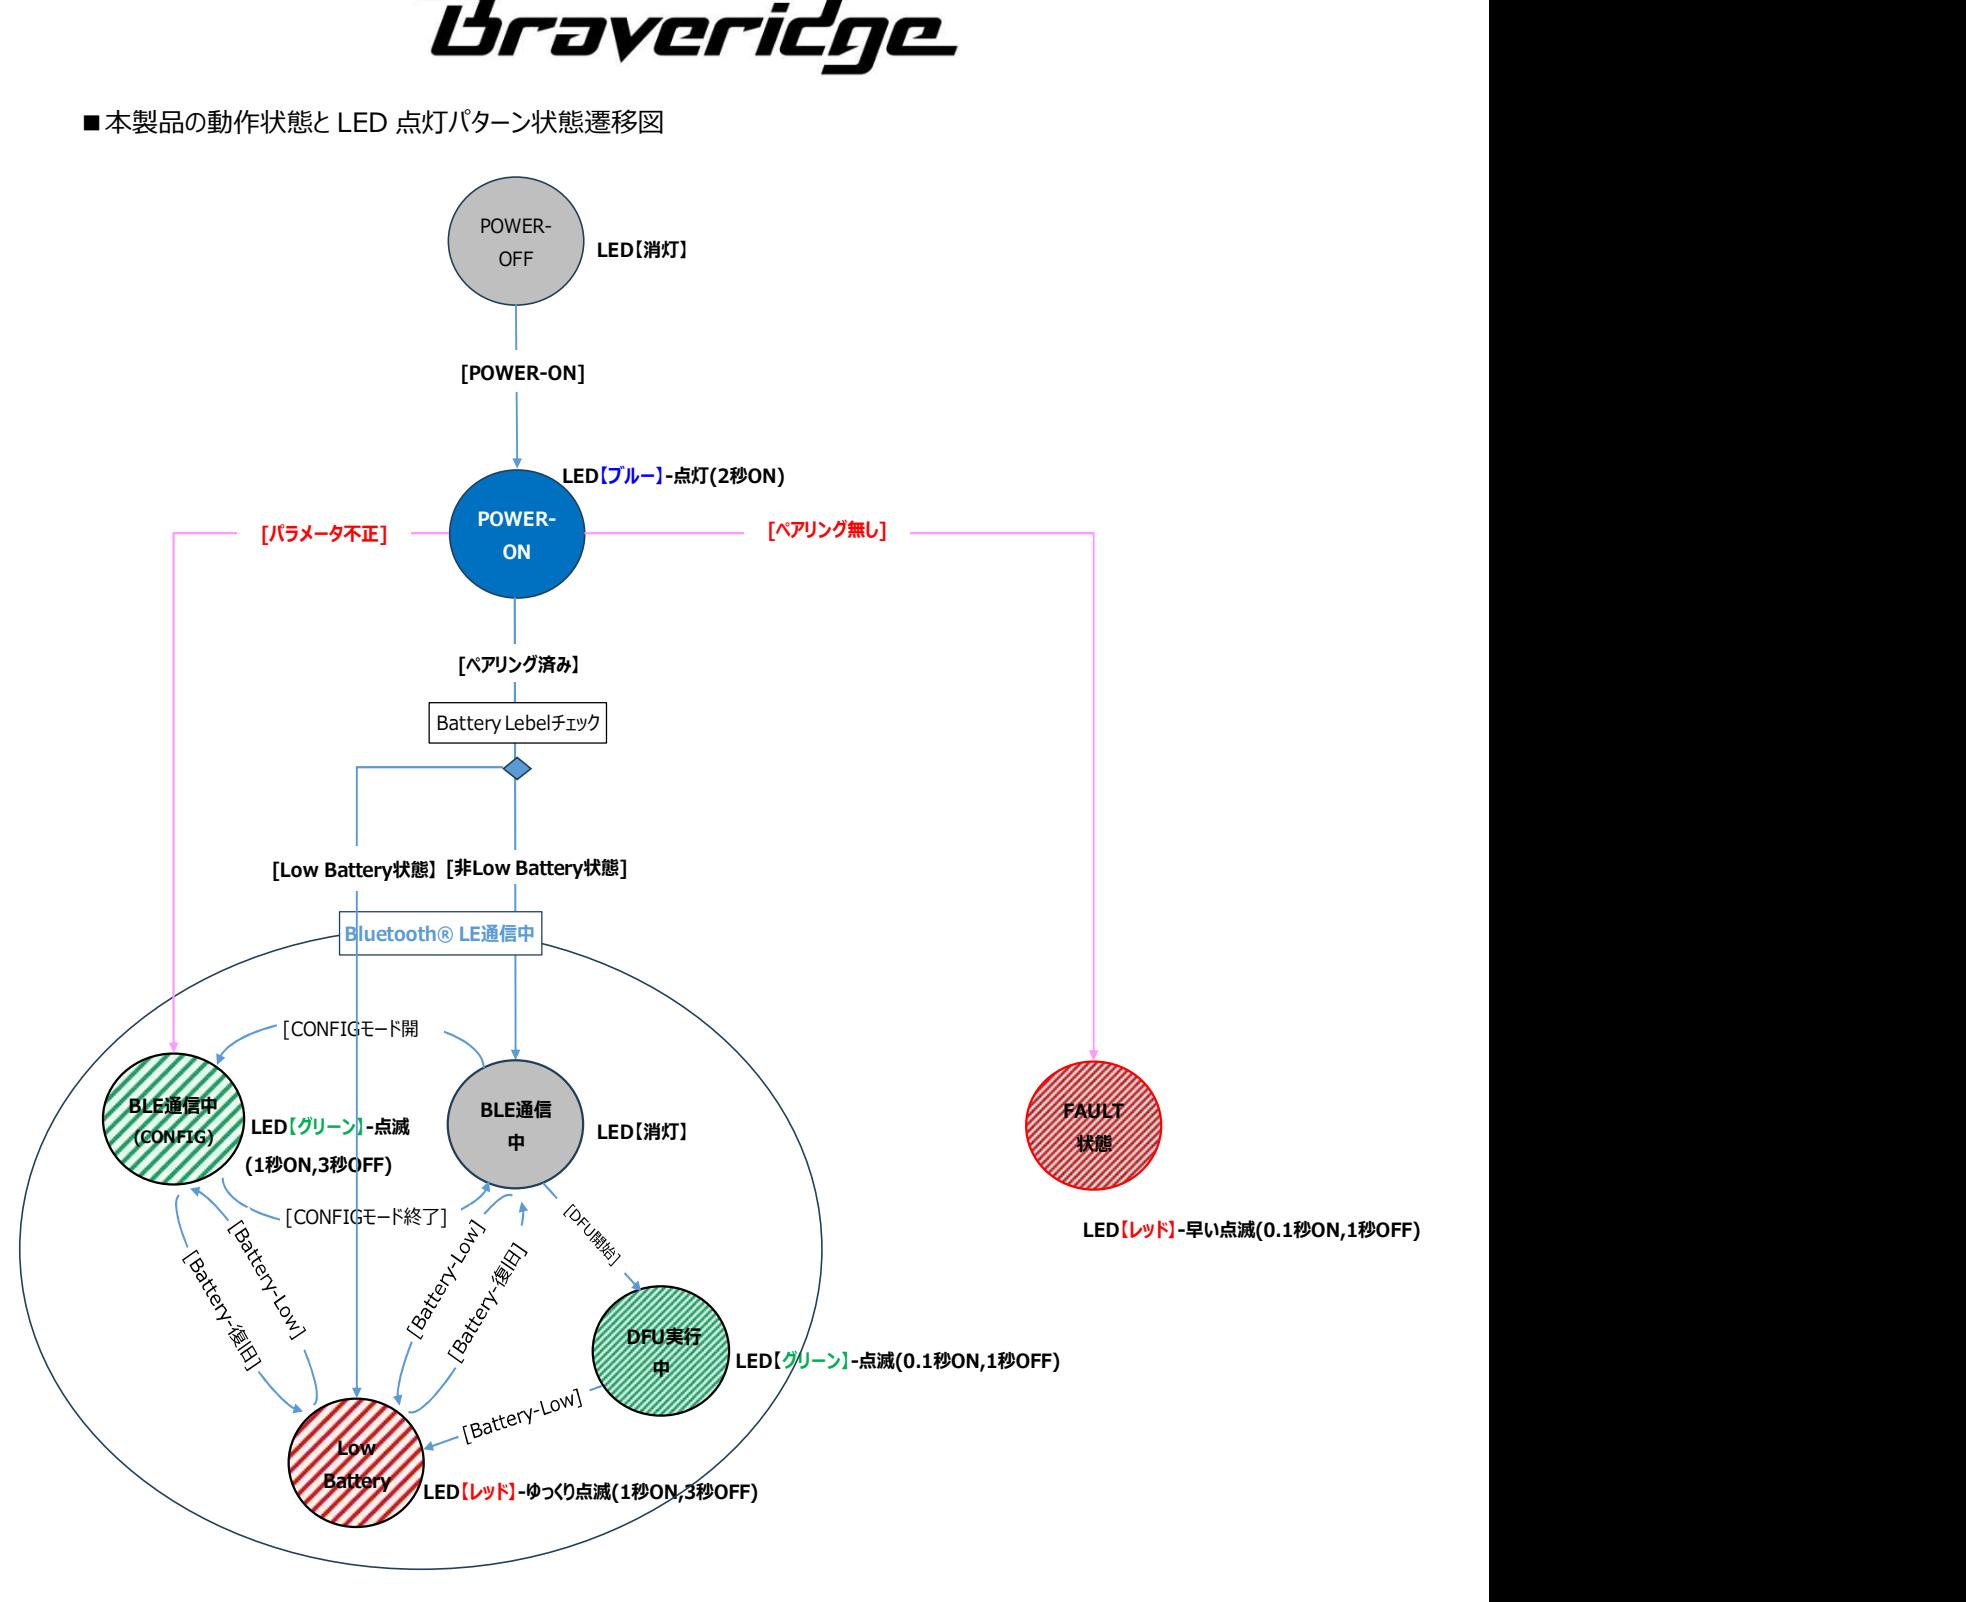 Braveridge
■本製品の動作状態と LED 点灯パターン状態遷移図
POWER-
OFF
LED【消灯】
[POWER-ON]
LED【ブルー】-点灯(2秒ON)
POWER-
ON
[パラメータ不正]
[ペアリング無し]
[ペアリング済み】
Battery Lebelチェック
[Low Battery状態】
[非Low Battery状態]
Bluetooth® LE通信中
[CONFIGモード開
BLE通信中
(CONFIG)
LED【グリーン】-点滅
(1秒ON,3秒OFF)
BLE通信
中
LED【消灯】
FAULT
状態
LED【レッド】-早い点滅(0.1秒ON,1秒OFF)
[CONFIGモード終了]
[Battery-復旧]
[Battery-Low]
[Battery-Low]
[Battery-復旧]
[DFU開始]
DFU実行
中
LED【グリーン】-点滅(0.1秒ON,1秒OFF)
[Battery-Low]
Low
Battery
LED【レッド】-ゆっくり点滅(1秒ON,3秒OFF)